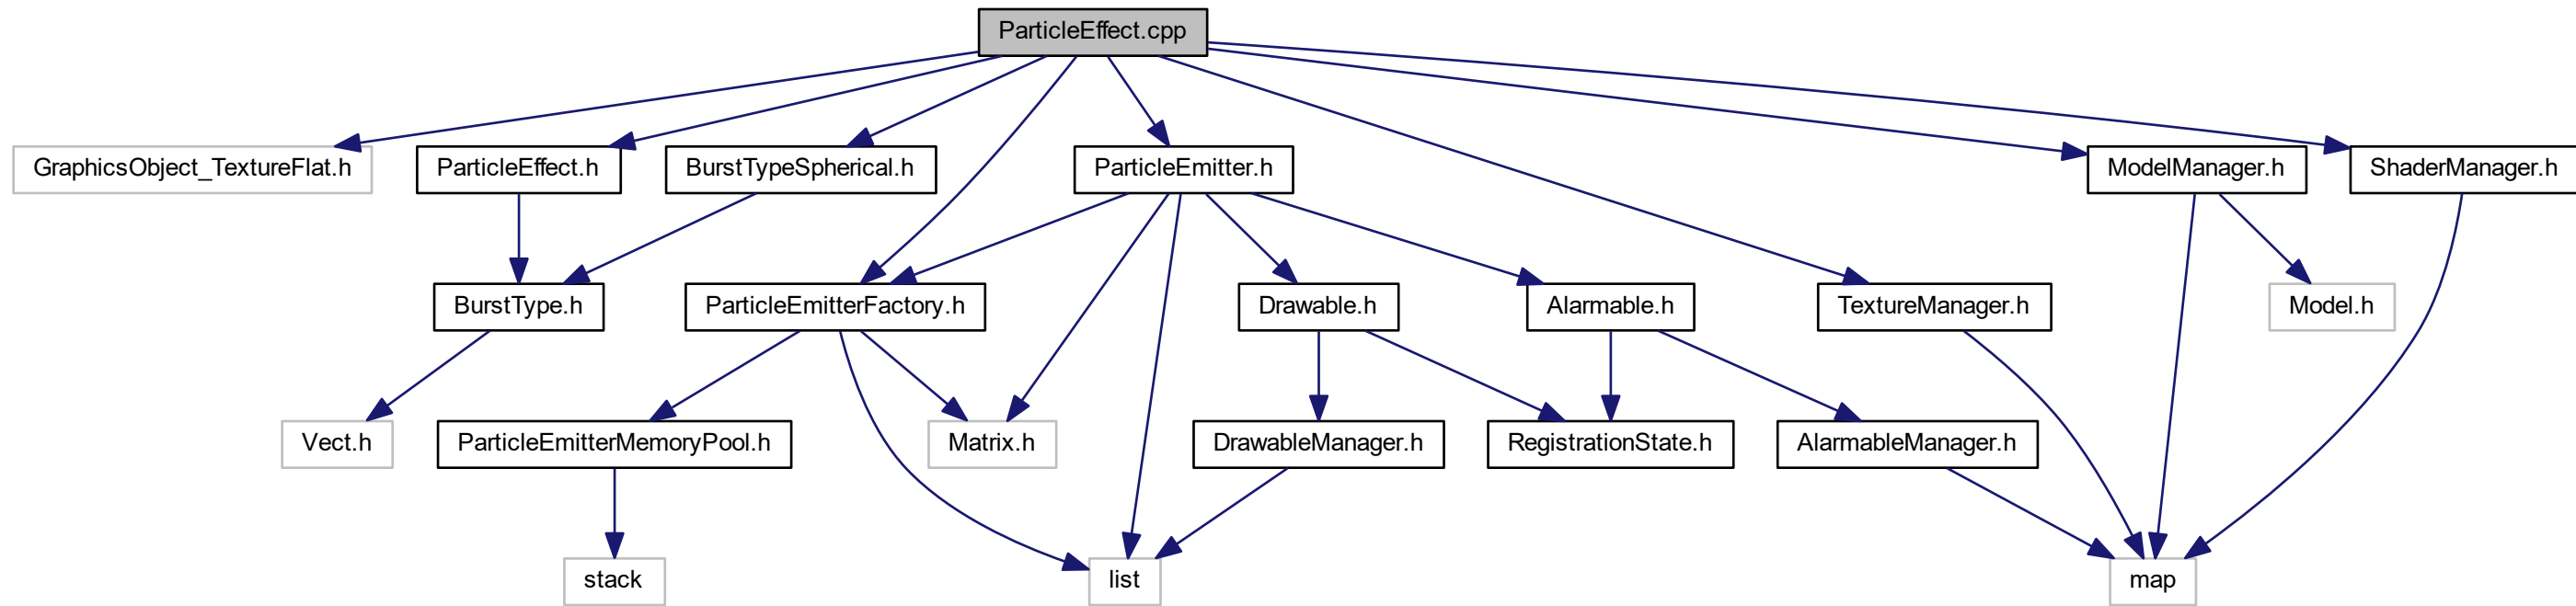 ParticleEffect.cpp
GraphicsObject_TextureFlat.h
ParticleEffect.h
BurstTypeSpherical.h
ParticleEmitter.h
ModelManager.h
ShaderManager.h
BurstType.h
ParticleEmitterFactory.h
Drawable.h
Alarmable.h
TextureManager.h
Model.h
Vect.h
ParticleEmitterMemoryPool.h
Matrix.h
DrawableManager.h
RegistrationState.h
AlarmableManager.h
stack
list
map